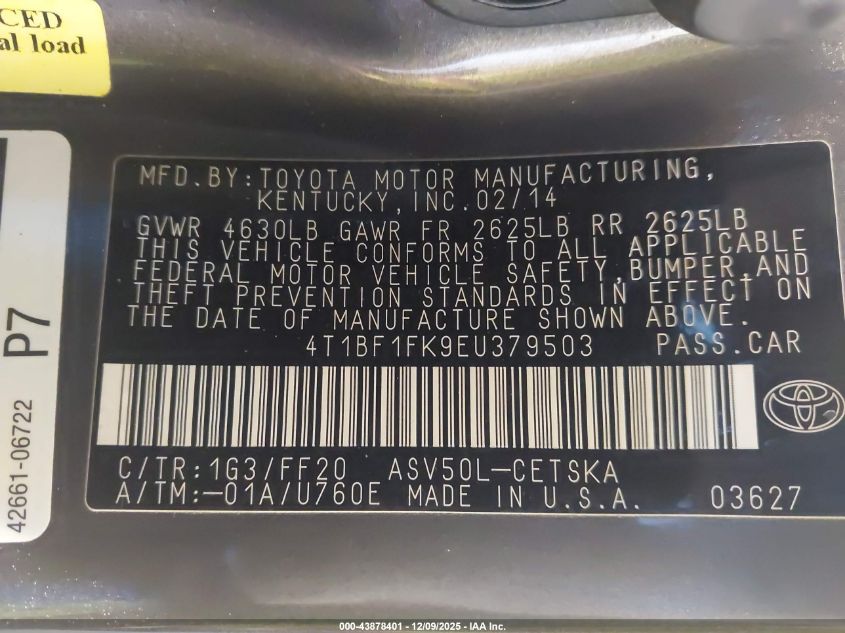 CED
al load
MFD.BY:TOYOTA MOTOR MANUFACTURING,
KENTUCKY,INC.02/14
GVWR 4630LB GAWR FR 2625LB RR 2625LB
THIS VEHICLE CONFORMS TO ALL APPLICABLE
FEDERAL MOTOR VEHICLE SAFETY,BUMPER,AND
THEFT PREVENTION STANDARDS IN EFFECT ON
THE DATE OF MANUFACTURE SHOWN ABOVE.
4T1BF1FK9EU379503 PASS.CAR
C/TR:1G3/FF20 ASV50L-CETSKA
A/TM:-01A/U760E MADE IN U.S.A. 03627
P7
42661-06722
000-43878401 - 12/09/2025 - IAA Inc.